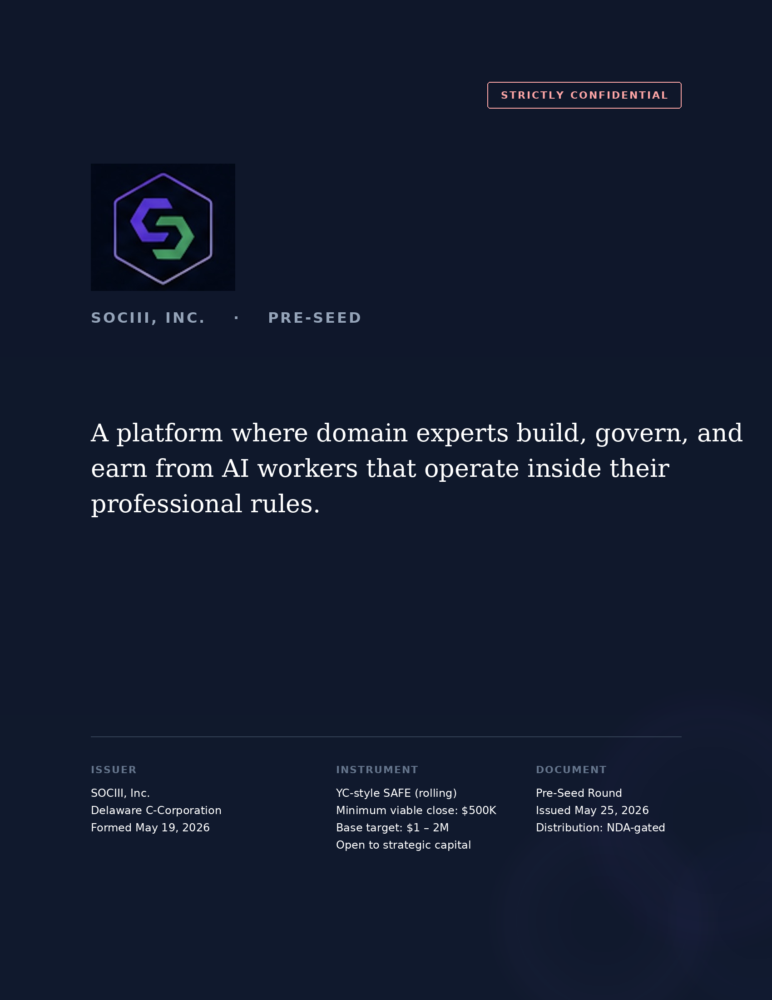 STRICTLY CONFIDENTIAL
SOCIII, INC. · PRE-SEED
A platform where domain experts build, govern, and
earn from AI workers that operate inside their
professional rules.
ISSUER
SOCIII, Inc.
Delaware C-Corporation
Formed May 19, 2026
INSTRUMENT
YC-style SAFE (rolling)
Minimum viable close: $500K
Base target: $1 – 2M
Open to strategic capital
DOCUMENT
Pre-Seed Round
Issued May 25, 2026
Distribution: NDA-gated